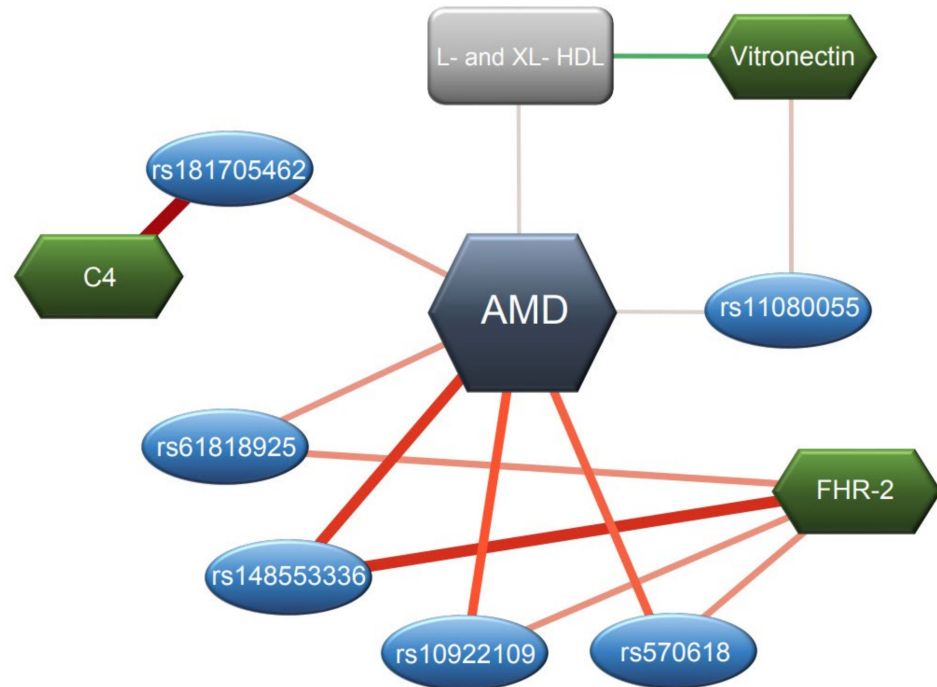 L- and XL- HDL
Vitronectin
rs181705462
C4
AMD
rs11080055
rs61818925
FHR-2
rs148553336
rs10922109
rs570618